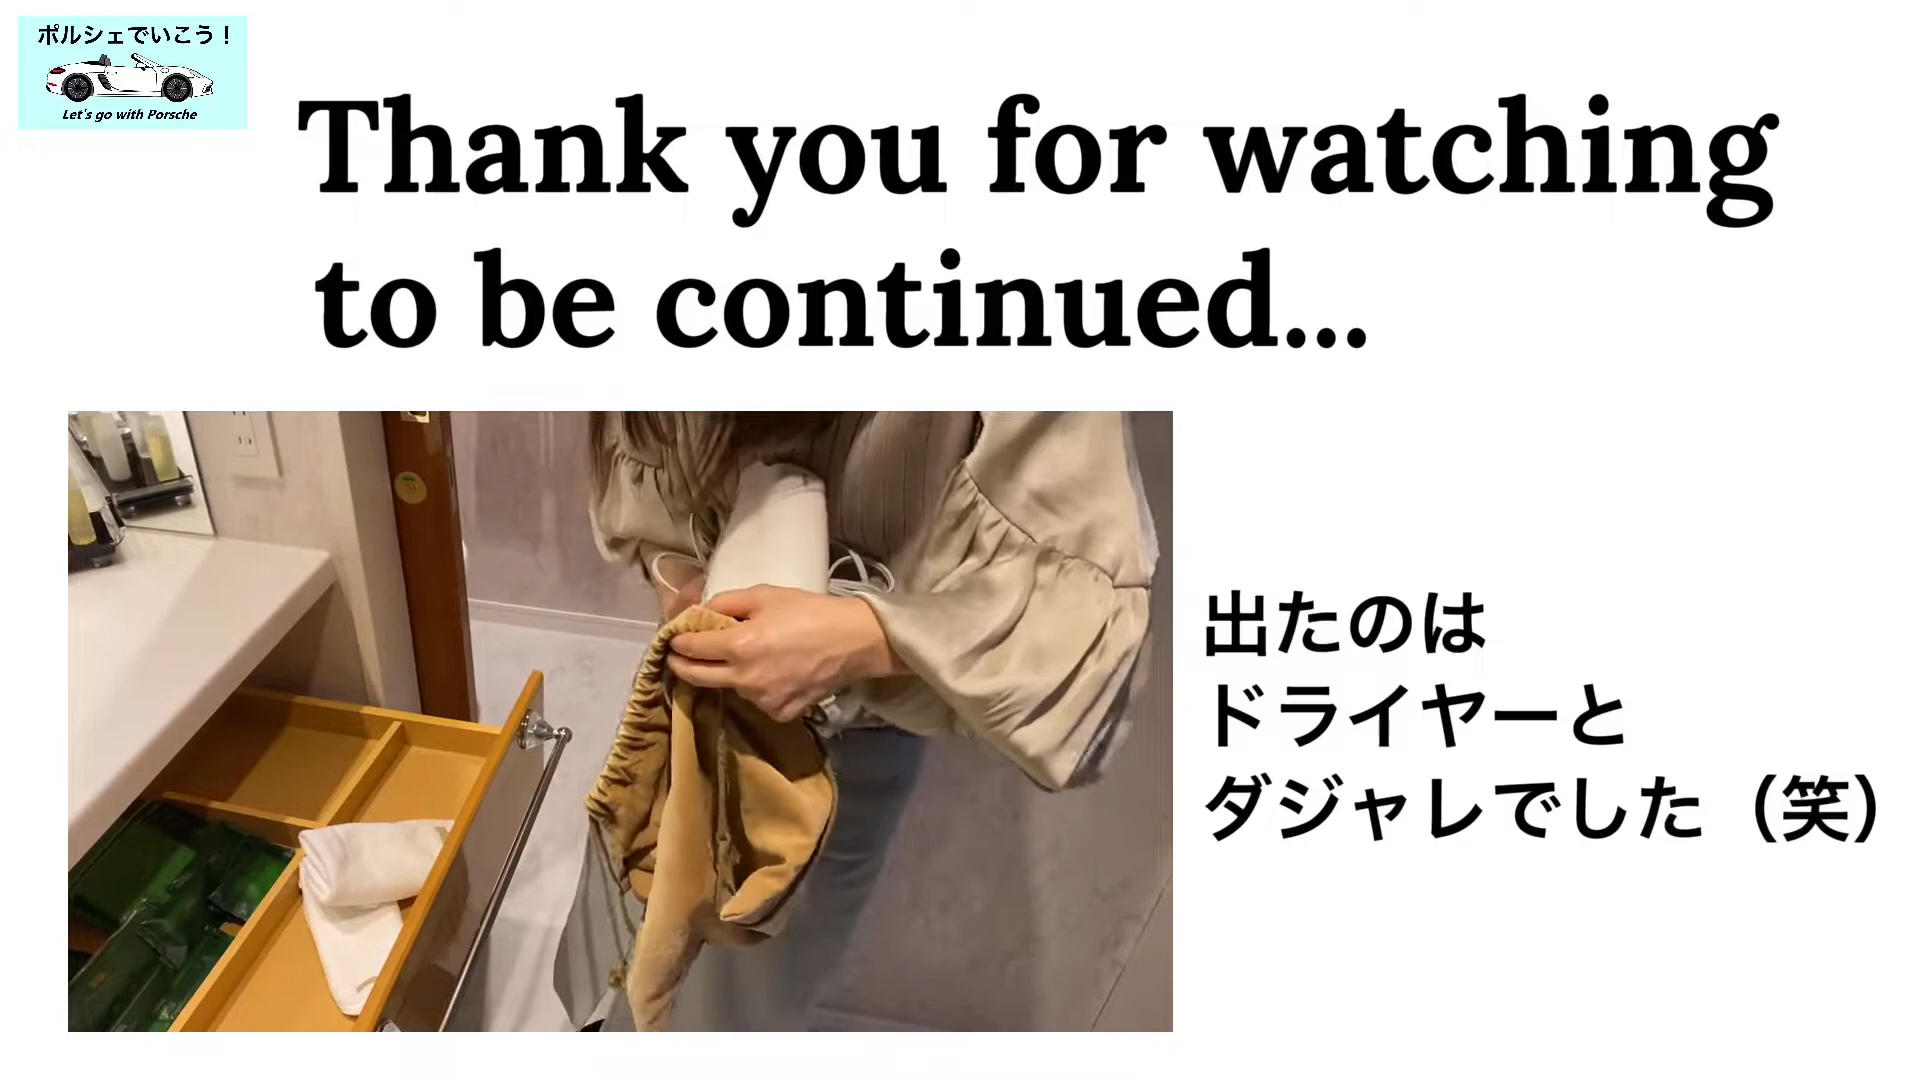 ポルシェでいこう！
Let's go with Porsche
Thank you for watching
to be continued...
出たのは
ドライヤーと
ダジャレでした（笑）